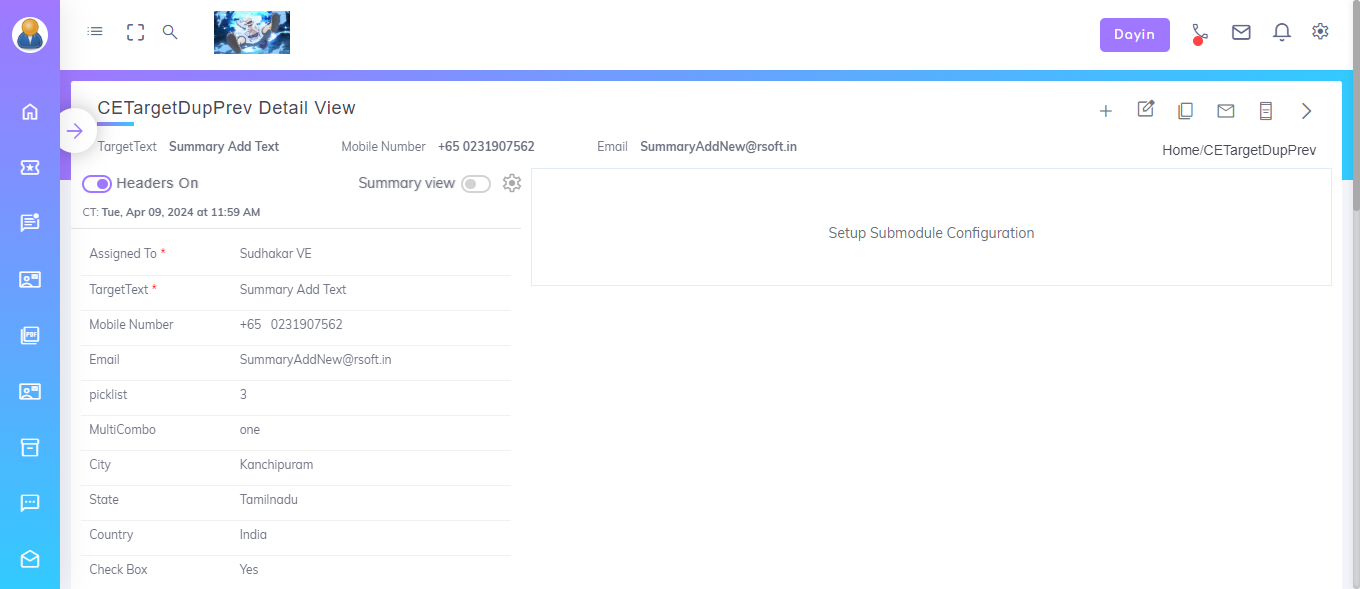 Dayin
CETargetDupPrev Detail View
TargetText Summary Add Text Mobile Number +65 0231907562 Email SummaryAddNew@rsoft.in
Home/CETargetDupPrev
Headers On Summary view
CT: Tue, Apr 09, 2024 at 11:59 AM
Setup Submodule Configuration
Assigned To * Sudhakar VE
TargetText * Summary Add Text
Mobile Number +65 0231907562
Email SummaryAddNew@rsoft.in
picklist 3
MultiCombo one
City Kanchipuram
State Tamilnadu
Country India
Check Box Yes
PDF